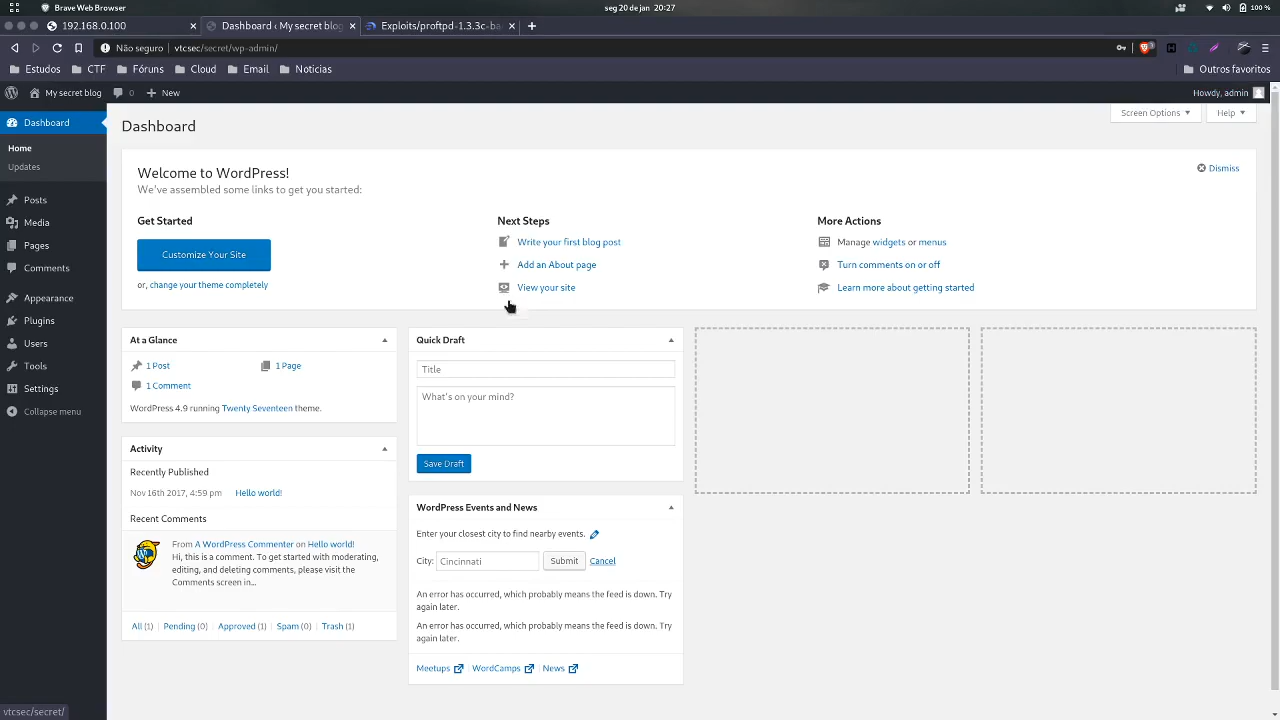 Brave Web Browser
seg 20 de jan 20:27
100 %
192.168.0.100
Dashboard ‹ My secret blog
Exploits/proftpd-1.3.3c-ba
Não seguro
vtcsec/secret/wp-admin/
Estudos
CTF
Fóruns
Cloud
Email
Noticias
Outros favoritos
My secret blog
0
New
Howdy, admin
Dashboard
Home
Updates
Posts
Media
Pages
Comments
Appearance
Plugins
Users
Tools
Settings
Collapse menu
Dashboard
Screen Options
Help
Welcome to WordPress!
We've assembled some links to get you started:
Dismiss
Get Started
Customize Your Site
or, change your theme completely
Next Steps
Write your first blog post
Add an About page
View your site
More Actions
Manage widgets or menus
Turn comments on or off
Learn more about getting started
At a Glance
1 Post
1 Page
1 Comment
WordPress 4.9 running Twenty Seventeen theme.
Activity
Recently Published
Nov 16th 2017, 4:59 pm Hello world!
Recent Comments
From A WordPress Commenter on Hello world!
Hi, this is a comment. To get started with moderating,
editing, and deleting comments, please visit the
Comments screen in...
All (1) | Pending (0) | Approved (1) | Spam (0) | Trash (1)
Quick Draft
Title
What's on your mind?
Save Draft
WordPress Events and News
Enter your closest city to find nearby events.
City: Cincinnati Submit Cancel
An error has occurred, which probably means the feed is down. Try
again later.
An error has occurred, which probably means the feed is down. Try
again later.
Meetups | WordCamps | News
vtcsec/secret/